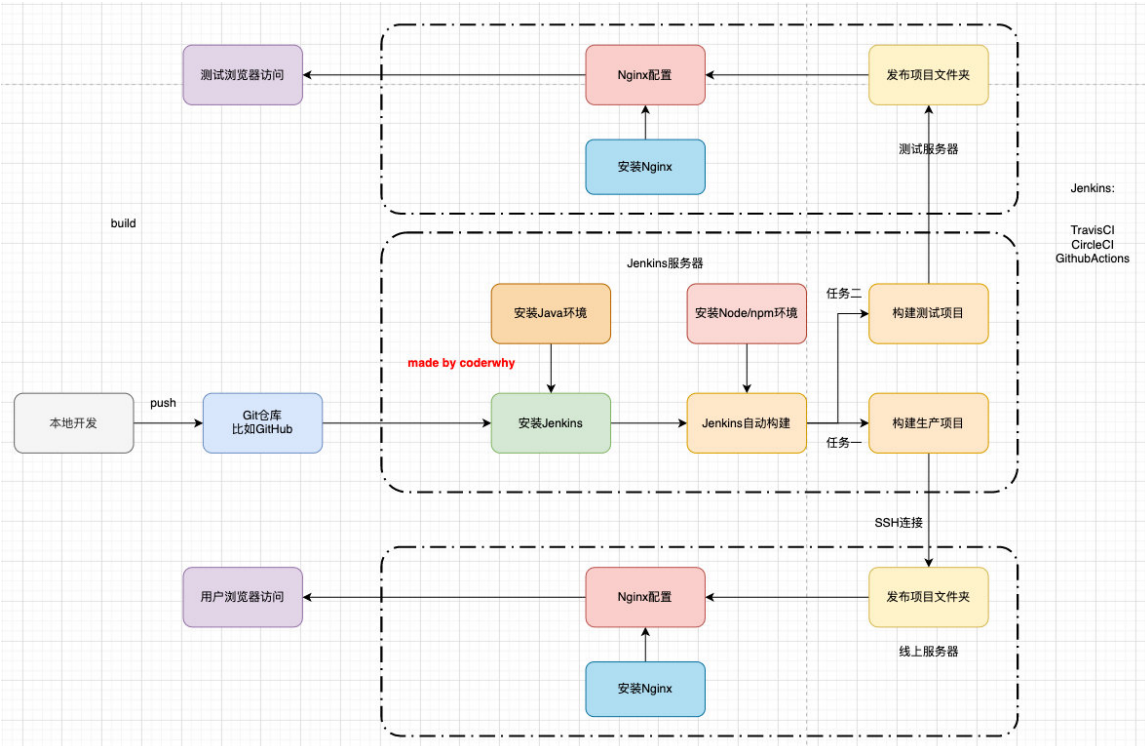 测试浏览器访问
Nginx配置
发布项目文件夹
测试服务器
安装Nginx
Jenkins:
TravisCI
CircleCI
GithubActions
build
Jenkins服务器
安装Java环境
安装Node/npm环境
任务二
构建测试项目
made by coderwhy
本地开发
push
Git仓库
比如GitHub
安装Jenkins
Jenkins自动构建
任务一
构建生产项目
SSH连接
用户浏览器访问
Nginx配置
发布项目文件夹
线上服务器
安装Nginx